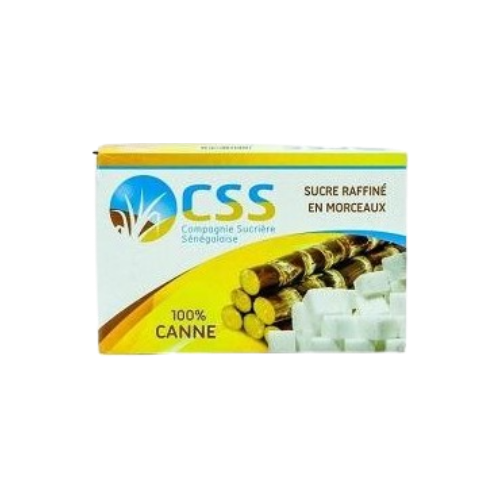 CSS
Compagnie Sucrière
Sénégalaise
SUCRE RAFFINÉ
EN MORCEAUX
100%
CANNE